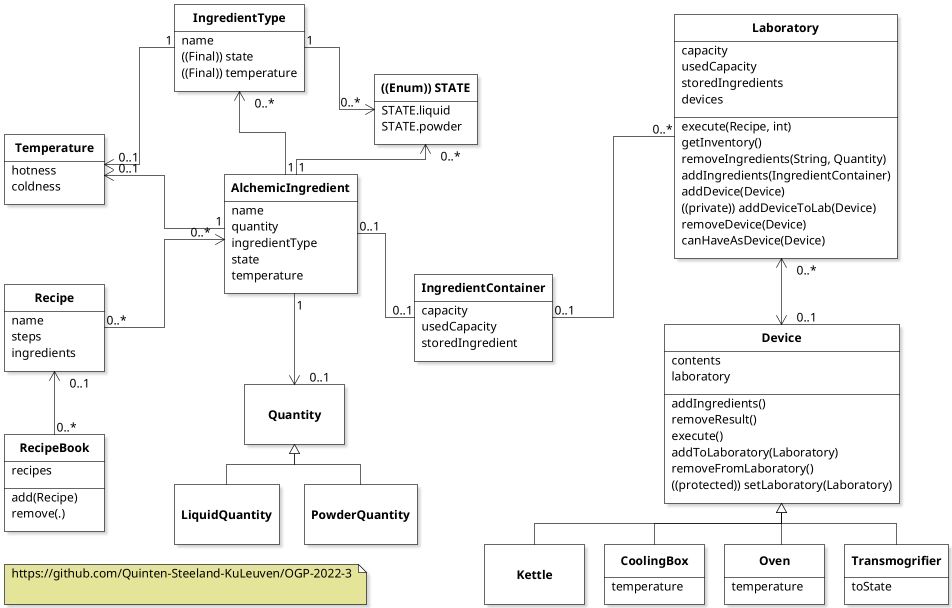 IngredientType
name
((Final)) state
((Final)) temperature
1
1
0..*
0..*
((Enum)) STATE
STATE.liquid
STATE.powder
0..*
Temperature
hotness
coldness
0..1
0..1
1
1
AlchemicIngredient
name
quantity
ingredientType
state
temperature
1
0..*
0..1
1
0..1
Recipe
name
steps
ingredients
0..*
0..1
RecipeBook
recipes
add(Recipe)
remove(.)
0..*
Quantity
LiquidQuantity
PowderQuantity
IngredientContainer
capacity
usedCapacity
storedIngredient
0..1
0..1
0..*
Laboratory
capacity
usedCapacity
storedIngredients
devices
execute(Recipe, int)
getInventory()
removeIngredients(String, Quantity)
addIngredients(IngredientContainer)
addDevice(Device)
((private)) addDeviceToLab(Device)
removeDevice(Device)
canHaveAsDevice(Device)
0..*
0..1
Device
contents
laboratory
addIngredients()
removeResult()
execute()
addToLaboratory(Laboratory)
removeFromLaboratory()
((protected)) setLaboratory(Laboratory)
Kettle
CoolingBox
temperature
Oven
temperature
Transmogrifier
toState
https://github.com/Quinten-Steeland-KuLeuven/OGP-2022-3